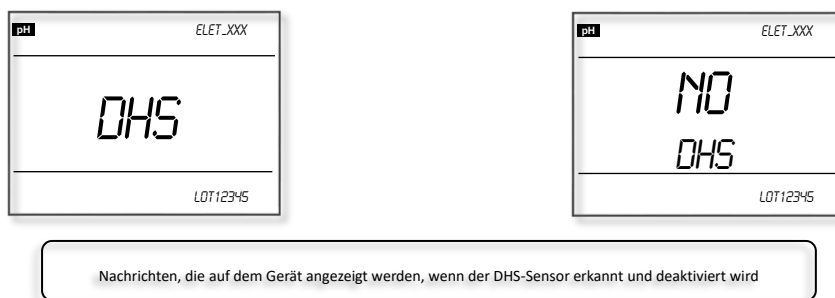 pH ELET_XXX
DHS
LOT12345
pH ELET_XXX
NO
DHS
LOT12345
Nachrichten, die auf dem Gerät angezeigt werden, wenn der DHS-Sensor erkannt und deaktiviert wird